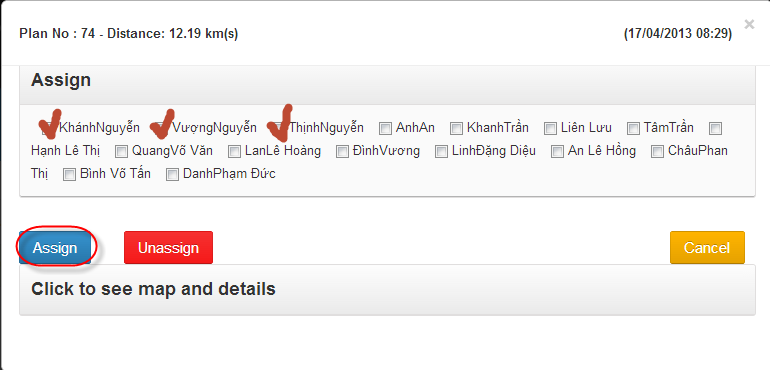 Plan No : 74 - Distance: 12.19 km(s) (17/04/2013 08:29) ×
Assign
KhánhNguyễn VượngNguyễn ThịnhNguyễn AnhAn KhanhTrần Liên Lưu TâmTrần
Hạnh Lê Thị QuangVõ Văn LanLê Hoàng ĐìnhVương LinhĐặng Diệu An Lê Hồng ChâuPhan
Thị Bình Võ Tấn DanhPhạm Đức
Assign Unassign Cancel
Click to see map and details